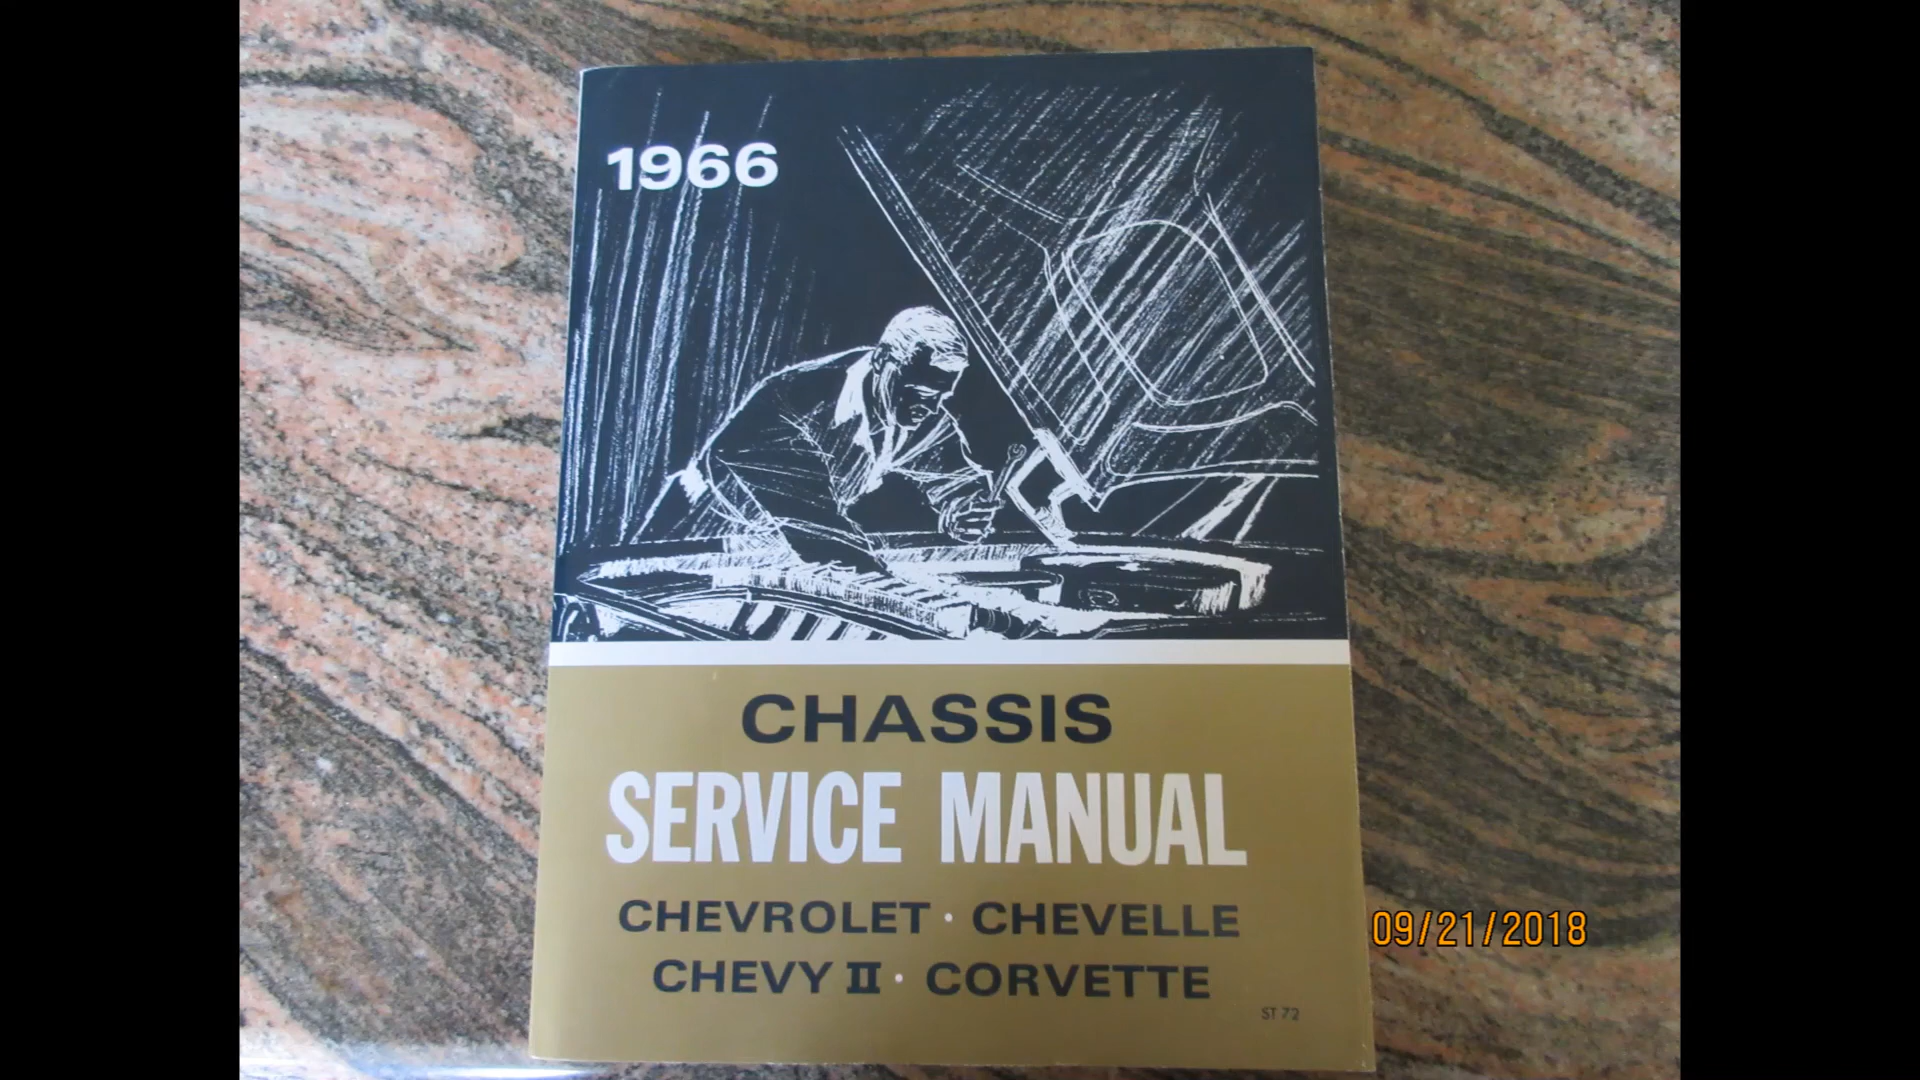 1966
CHASSIS
SERVICE MANUAL
CHEVROLET · CHEVELLE
CHEVY II · CORVETTE
ST 72
09/21/2018